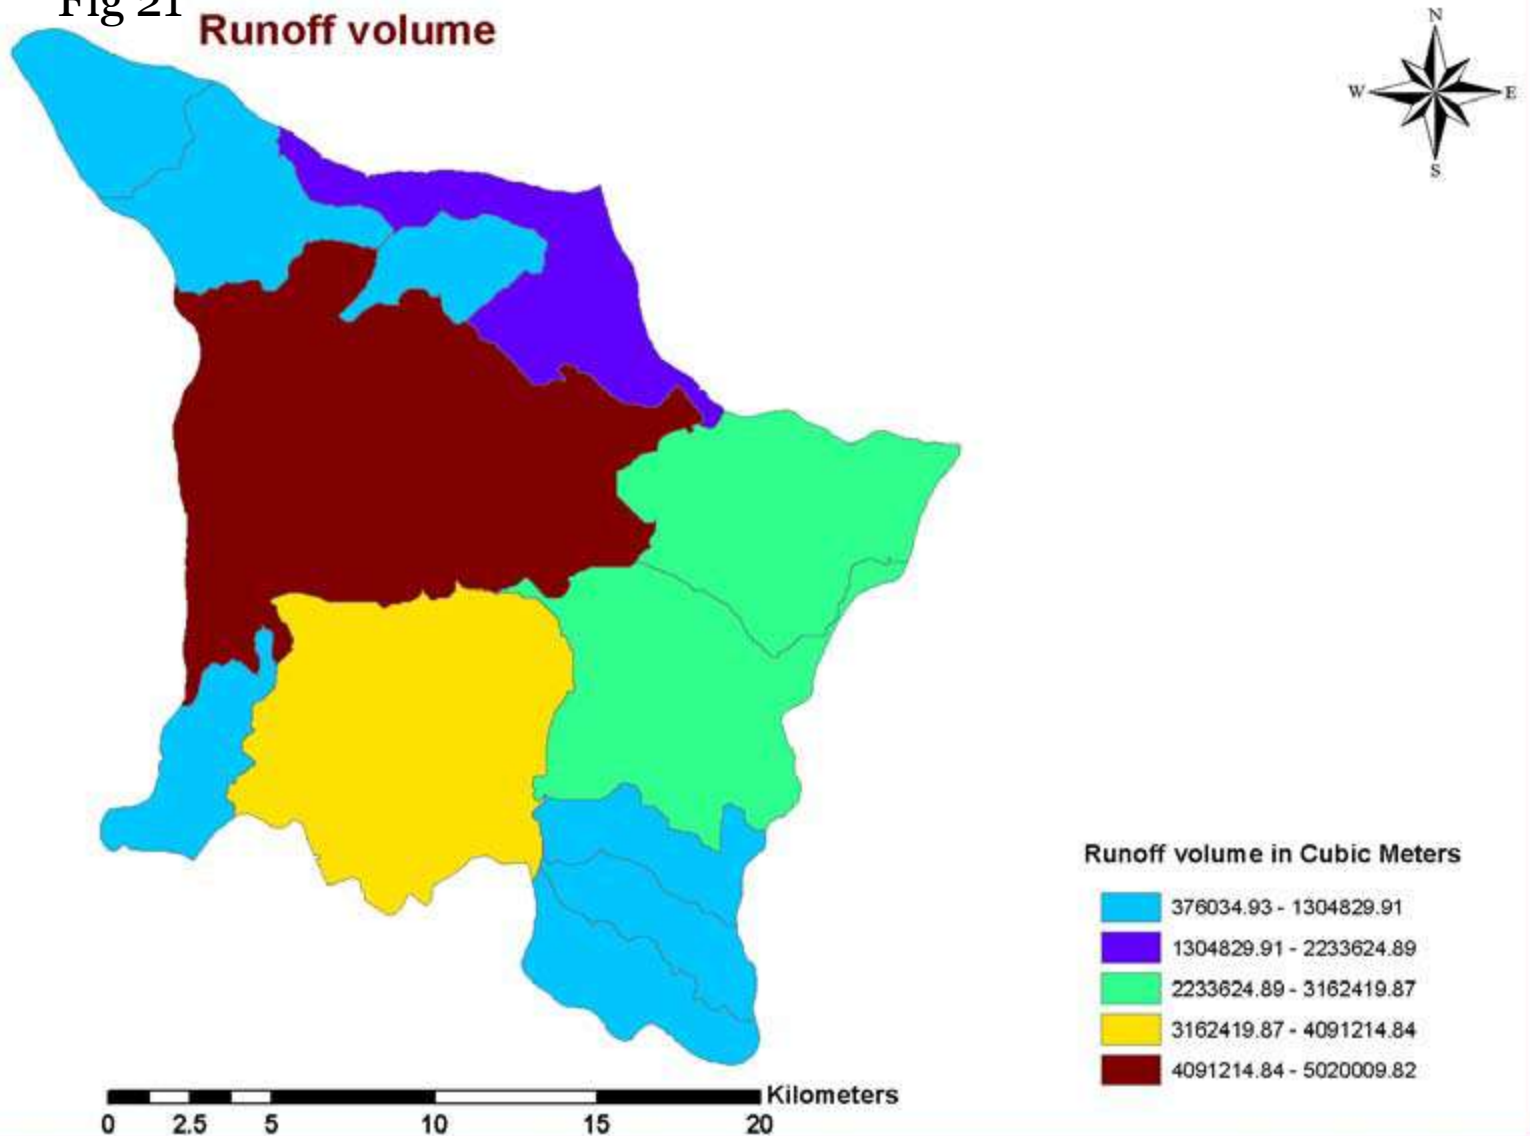 Fig 21
Runoff volume
N
W
E
S
Runoff volume in Cubic Meters
376034.93 - 1304829.91
1304829.91 - 2233624.89
2233624.89 - 3162419.87
3162419.87 - 4091214.84
4091214.84 - 5020009.82
Kilometers
0 2.5 5 10 15 20